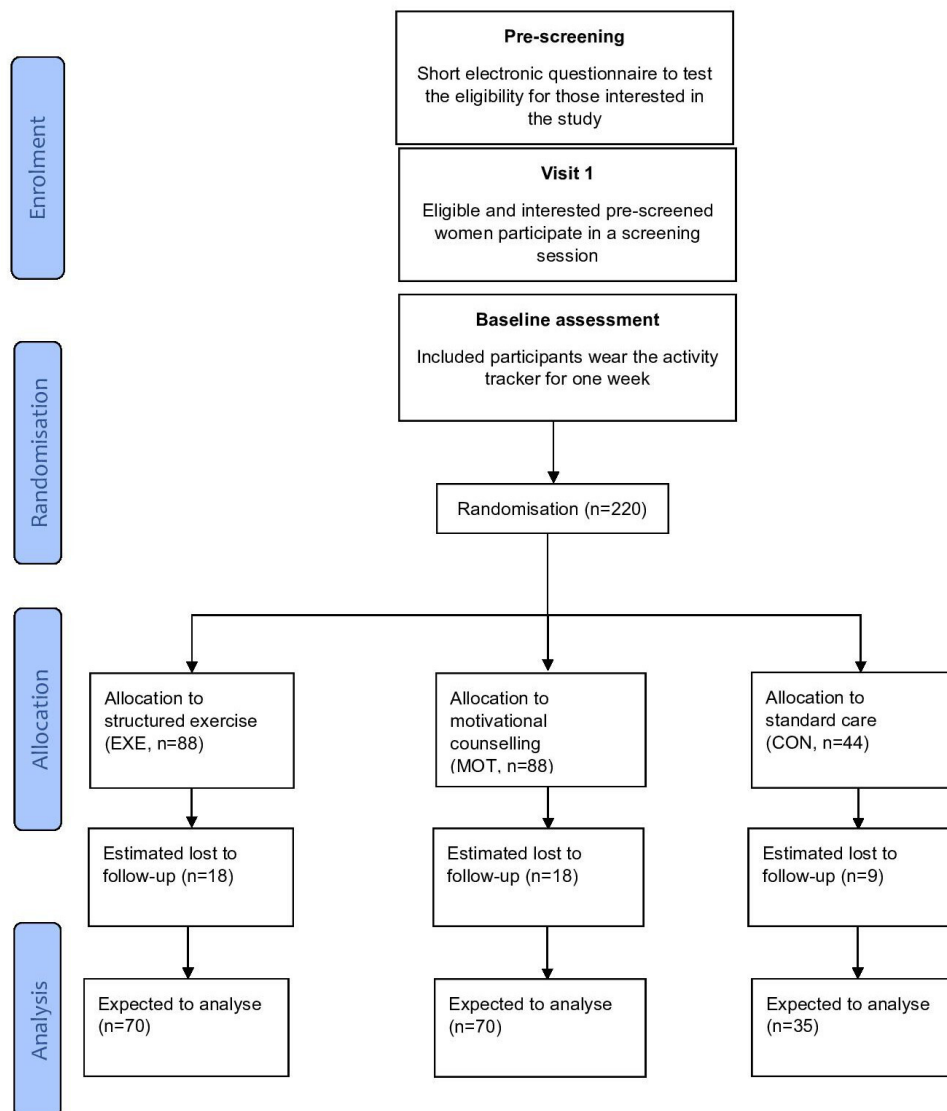 Enrolment
Pre-screening
Short electronic questionnaire to test
the eligibility for those interested in
the study
Visit 1
Eligible and interested pre-screened
women participate in a screening
session
Randomisation
Baseline assessment
Included participants wear the activity
tracker for one week
Randomisation (n=220)
Allocation
Allocation to
structured exercise
(EXE, n=88)
Allocation to
motivational
counselling
(MOT, n=88)
Allocation to
standard care
(CON, n=44)
Estimated lost to
follow-up (n=18)
Estimated lost to
follow-up (n=18)
Estimated lost to
follow-up (n=9)
Analysis
Expected to analyse
(n=70)
Expected to analyse
(n=70)
Expected to analyse
(n=35)